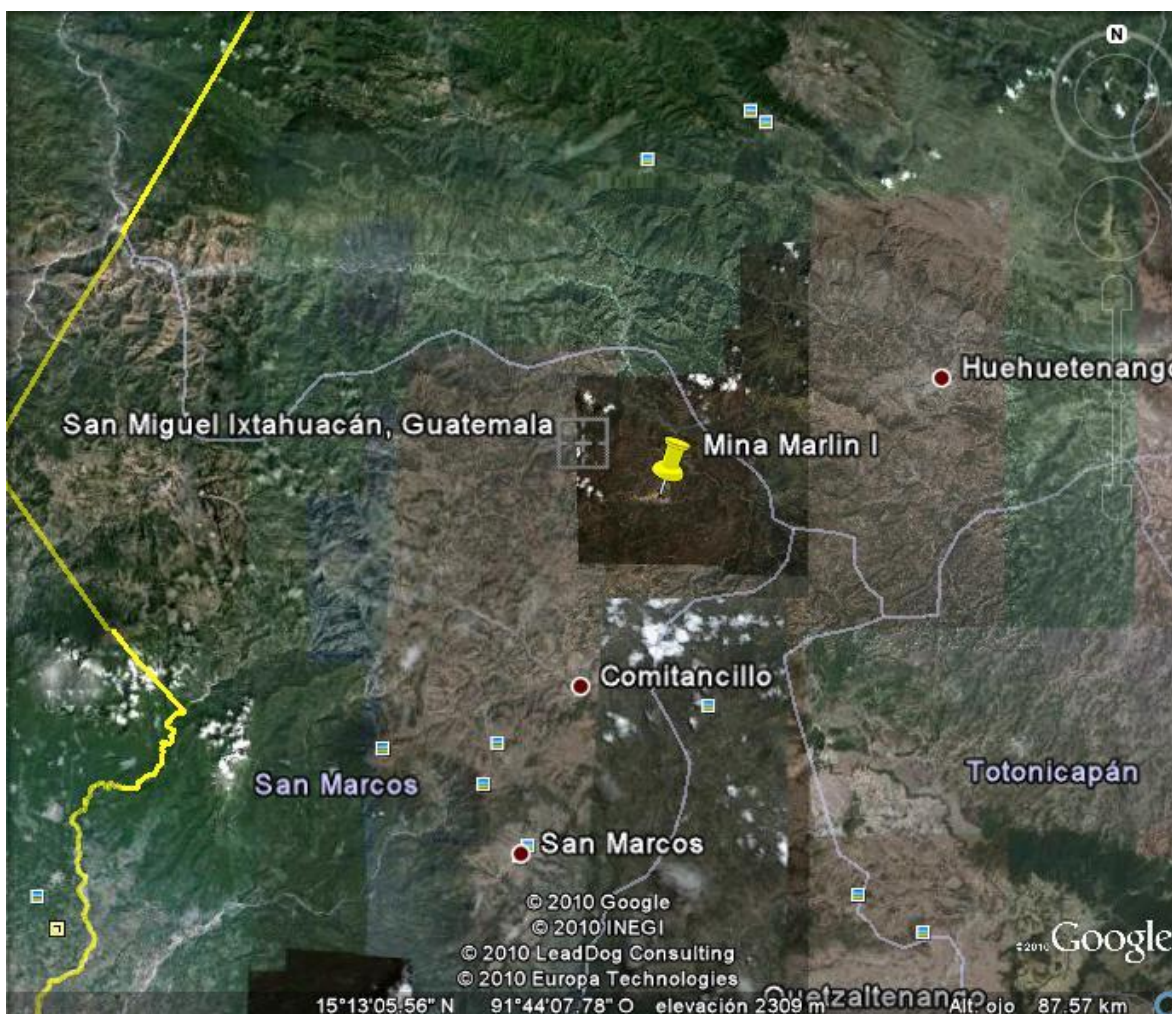 N
Huehuetenango
San Miguel Ixtahuacán, Guatemala
Mina Marlin I
Comitancillo
San Marcos
Totonicapán
San Marcos
© 2010 Google
© 2010 INEGI
© 2010 LeadDog Consulting
© 2010 Europa Technologies
©2010 Google
Quetzaltenango
15°13'05.56" N 91°44'07.78" O elevación 2309 m Alt. ojo 87.57 km